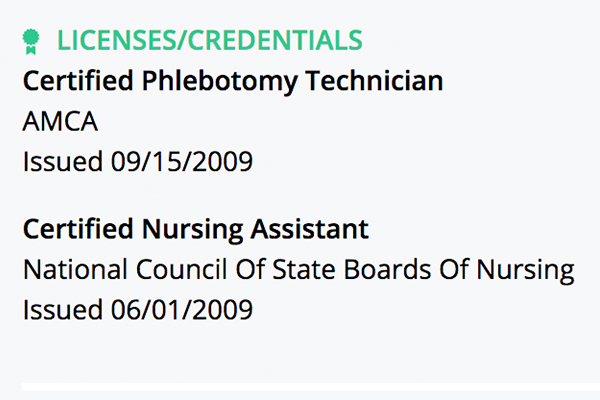 LICENSES/CREDENTIALS
Certified Phlebotomy Technician
AMCA
Issued 09/15/2009
Certified Nursing Assistant
National Council Of State Boards Of Nursing
Issued 06/01/2009